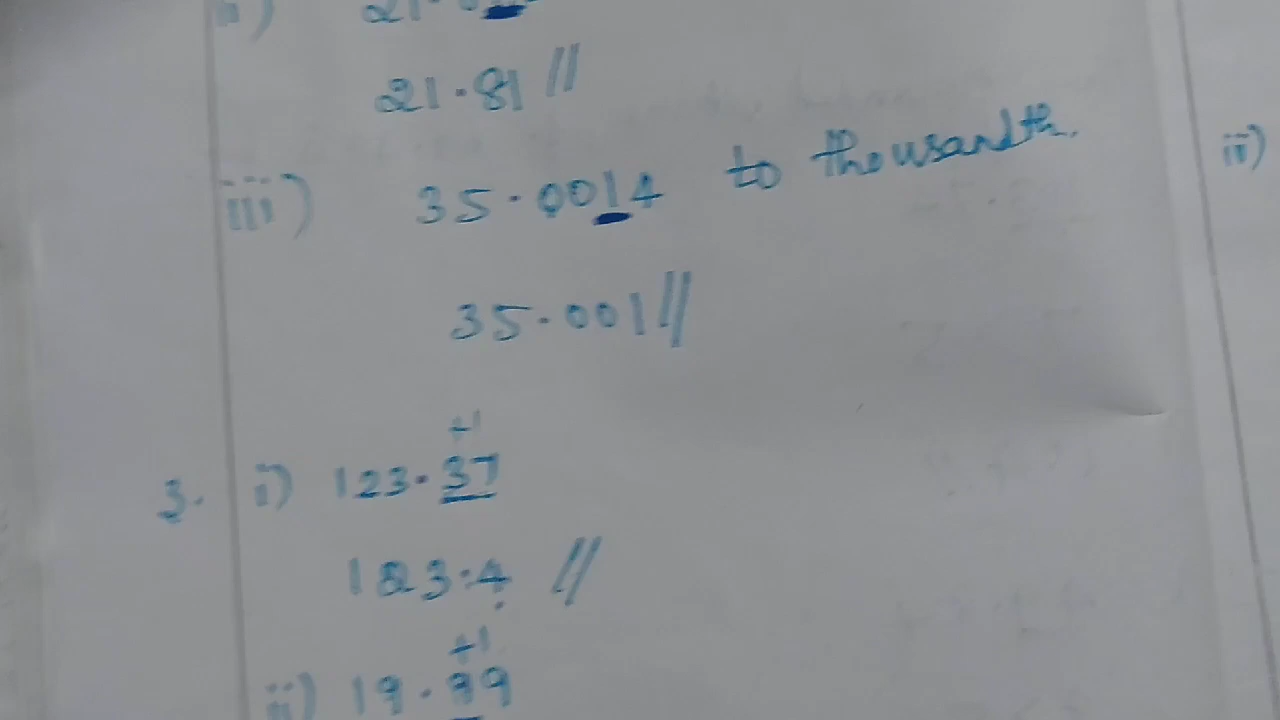 21.81 //
iii) 35.0014 to thousandth.
ii)
35.001 //
+1
3. i) 123.37
123.4 //
+1
ii) 19.99